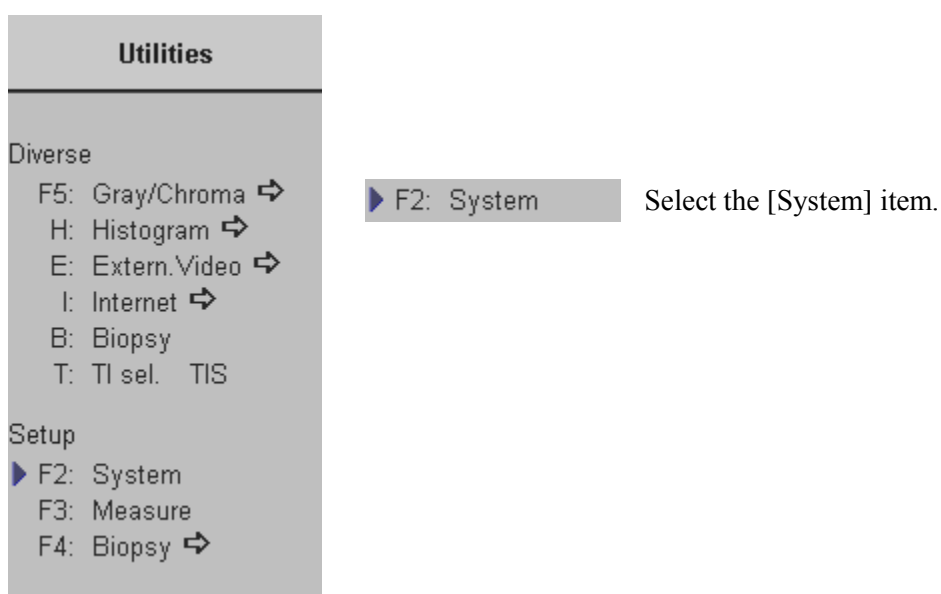 Utilities
Diverse
F5: Gray/Chroma
H: Histogram
E: Extern.Video
I: Internet
B: Biopsy
T: TI sel. TIS
Setup
F2: System
F3: Measure
F4: Biopsy
F2: System Select the [System] item.